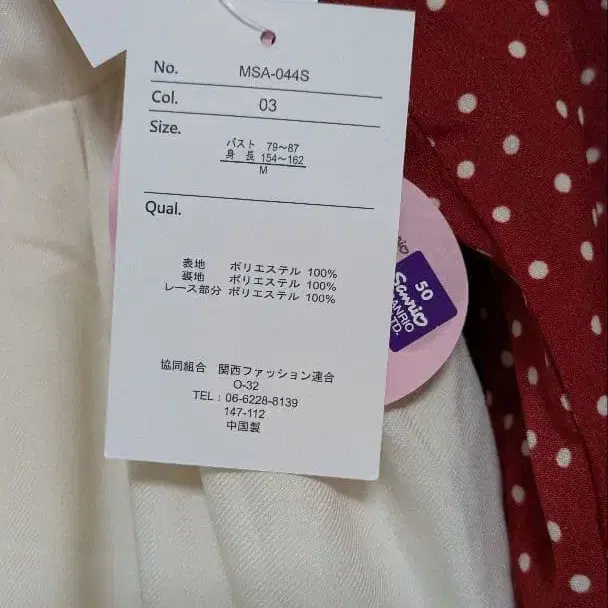 No. MSA-044S
Col. 03
Size.
バスト 79~87
身 長 154~162
M
Qual.
表地 ポリエステル 100%
裏地 ポリエステル 100%
レース部分 ポリエステル 100%
協同組合 関西ファッション連合
O-32
TEL:06-6228-8139
147-112
中国製
50
Sanrio
SANRIO
LTD.